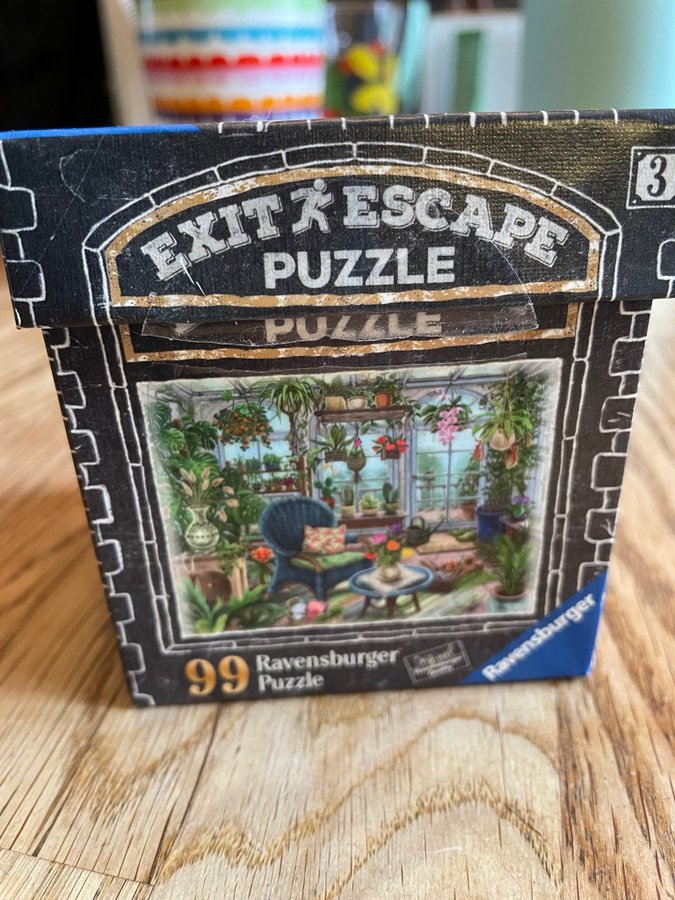 3
EXIT ESCAPE
PUZZLE
PUZZLE
99 Ravensburger
Puzzle
Ravensburger